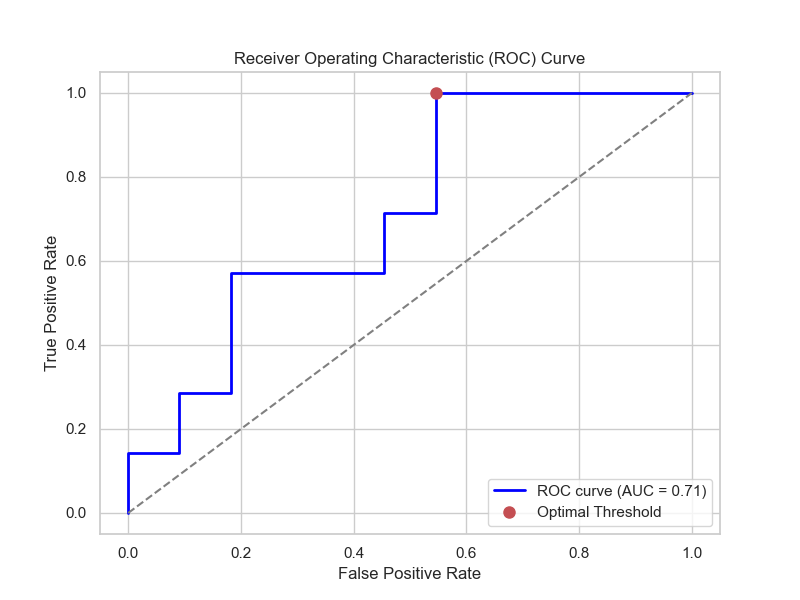 Receiver Operating Characteristic (ROC) Curve
1.0
0.8
0.6
0.4
0.2
0.0
True Positive Rate
0.0 0.2 0.4 0.6 0.8 1.0
False Positive Rate
ROC curve (AUC = 0.71)
Optimal Threshold